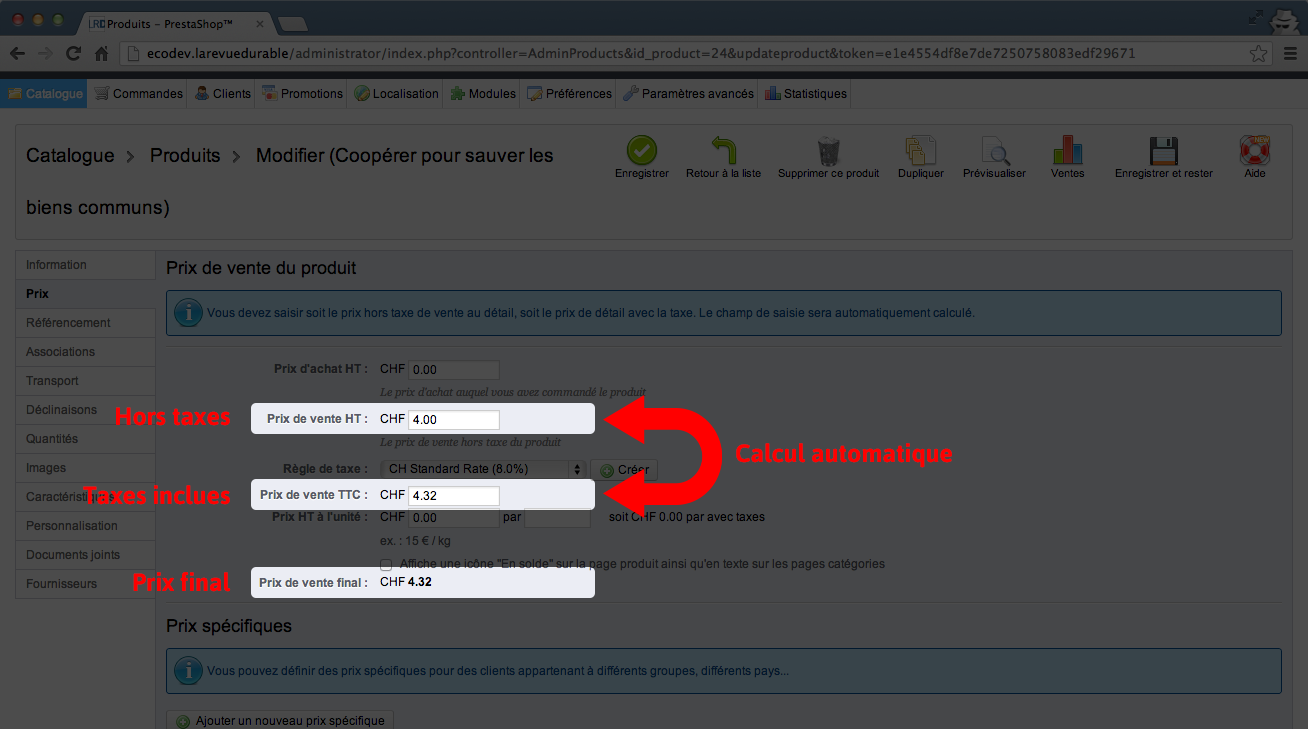 LRD Produits – PrestaShop™
ecodev.larevuedurable/administrator/index.php?controller=AdminProducts&id_product=24&updateproduct&token=e1e4554df8e7de7250758083edf29671
Catalogue Commandes Clients Promotions Localisation Modules Préférences Paramètres avancés Statistiques
Catalogue > Produits > Modifier (Coopérer pour sauver les
biens communs)
Enregistrer Retour à la liste Supprimer ce produit Dupliquer Prévisualiser Ventes Enregistrer et rester Aide
Information
Prix
Référencement
Associations
Transport
Déclinaisons
Quantités
Images
Caractéristiques
Personnalisation
Documents joints
Fournisseurs
Prix de vente du produit
Vous devez saisir soit le prix hors taxe de vente au détail, soit le prix de détail avec la taxe. Le champ de saisie sera automatiquement calculé.
Prix d'achat HT : CHF 0.00
Le prix d'achat auquel vous avez commandé le produit
Hors taxes
Prix de vente HT : CHF 4.00
Le prix de vente hors taxe du produit
Calcul automatique
Règle de taxe : CH Standard Rate (8.0%) Créer
Taxes inclues
Prix de vente TTC : CHF 4.32
Prix HT à l'unité : CHF 0.00 par soit CHF 0.00 par avec taxes
ex. : 15 € / kg
Affiche une icône "En solde" sur la page produit ainsi qu'en texte sur les pages catégories
Prix final
Prix de vente final : CHF 4.32
Prix spécifiques
Vous pouvez définir des prix spécifiques pour des clients appartenant à différents groupes, différents pays...
Ajouter un nouveau prix spécifique